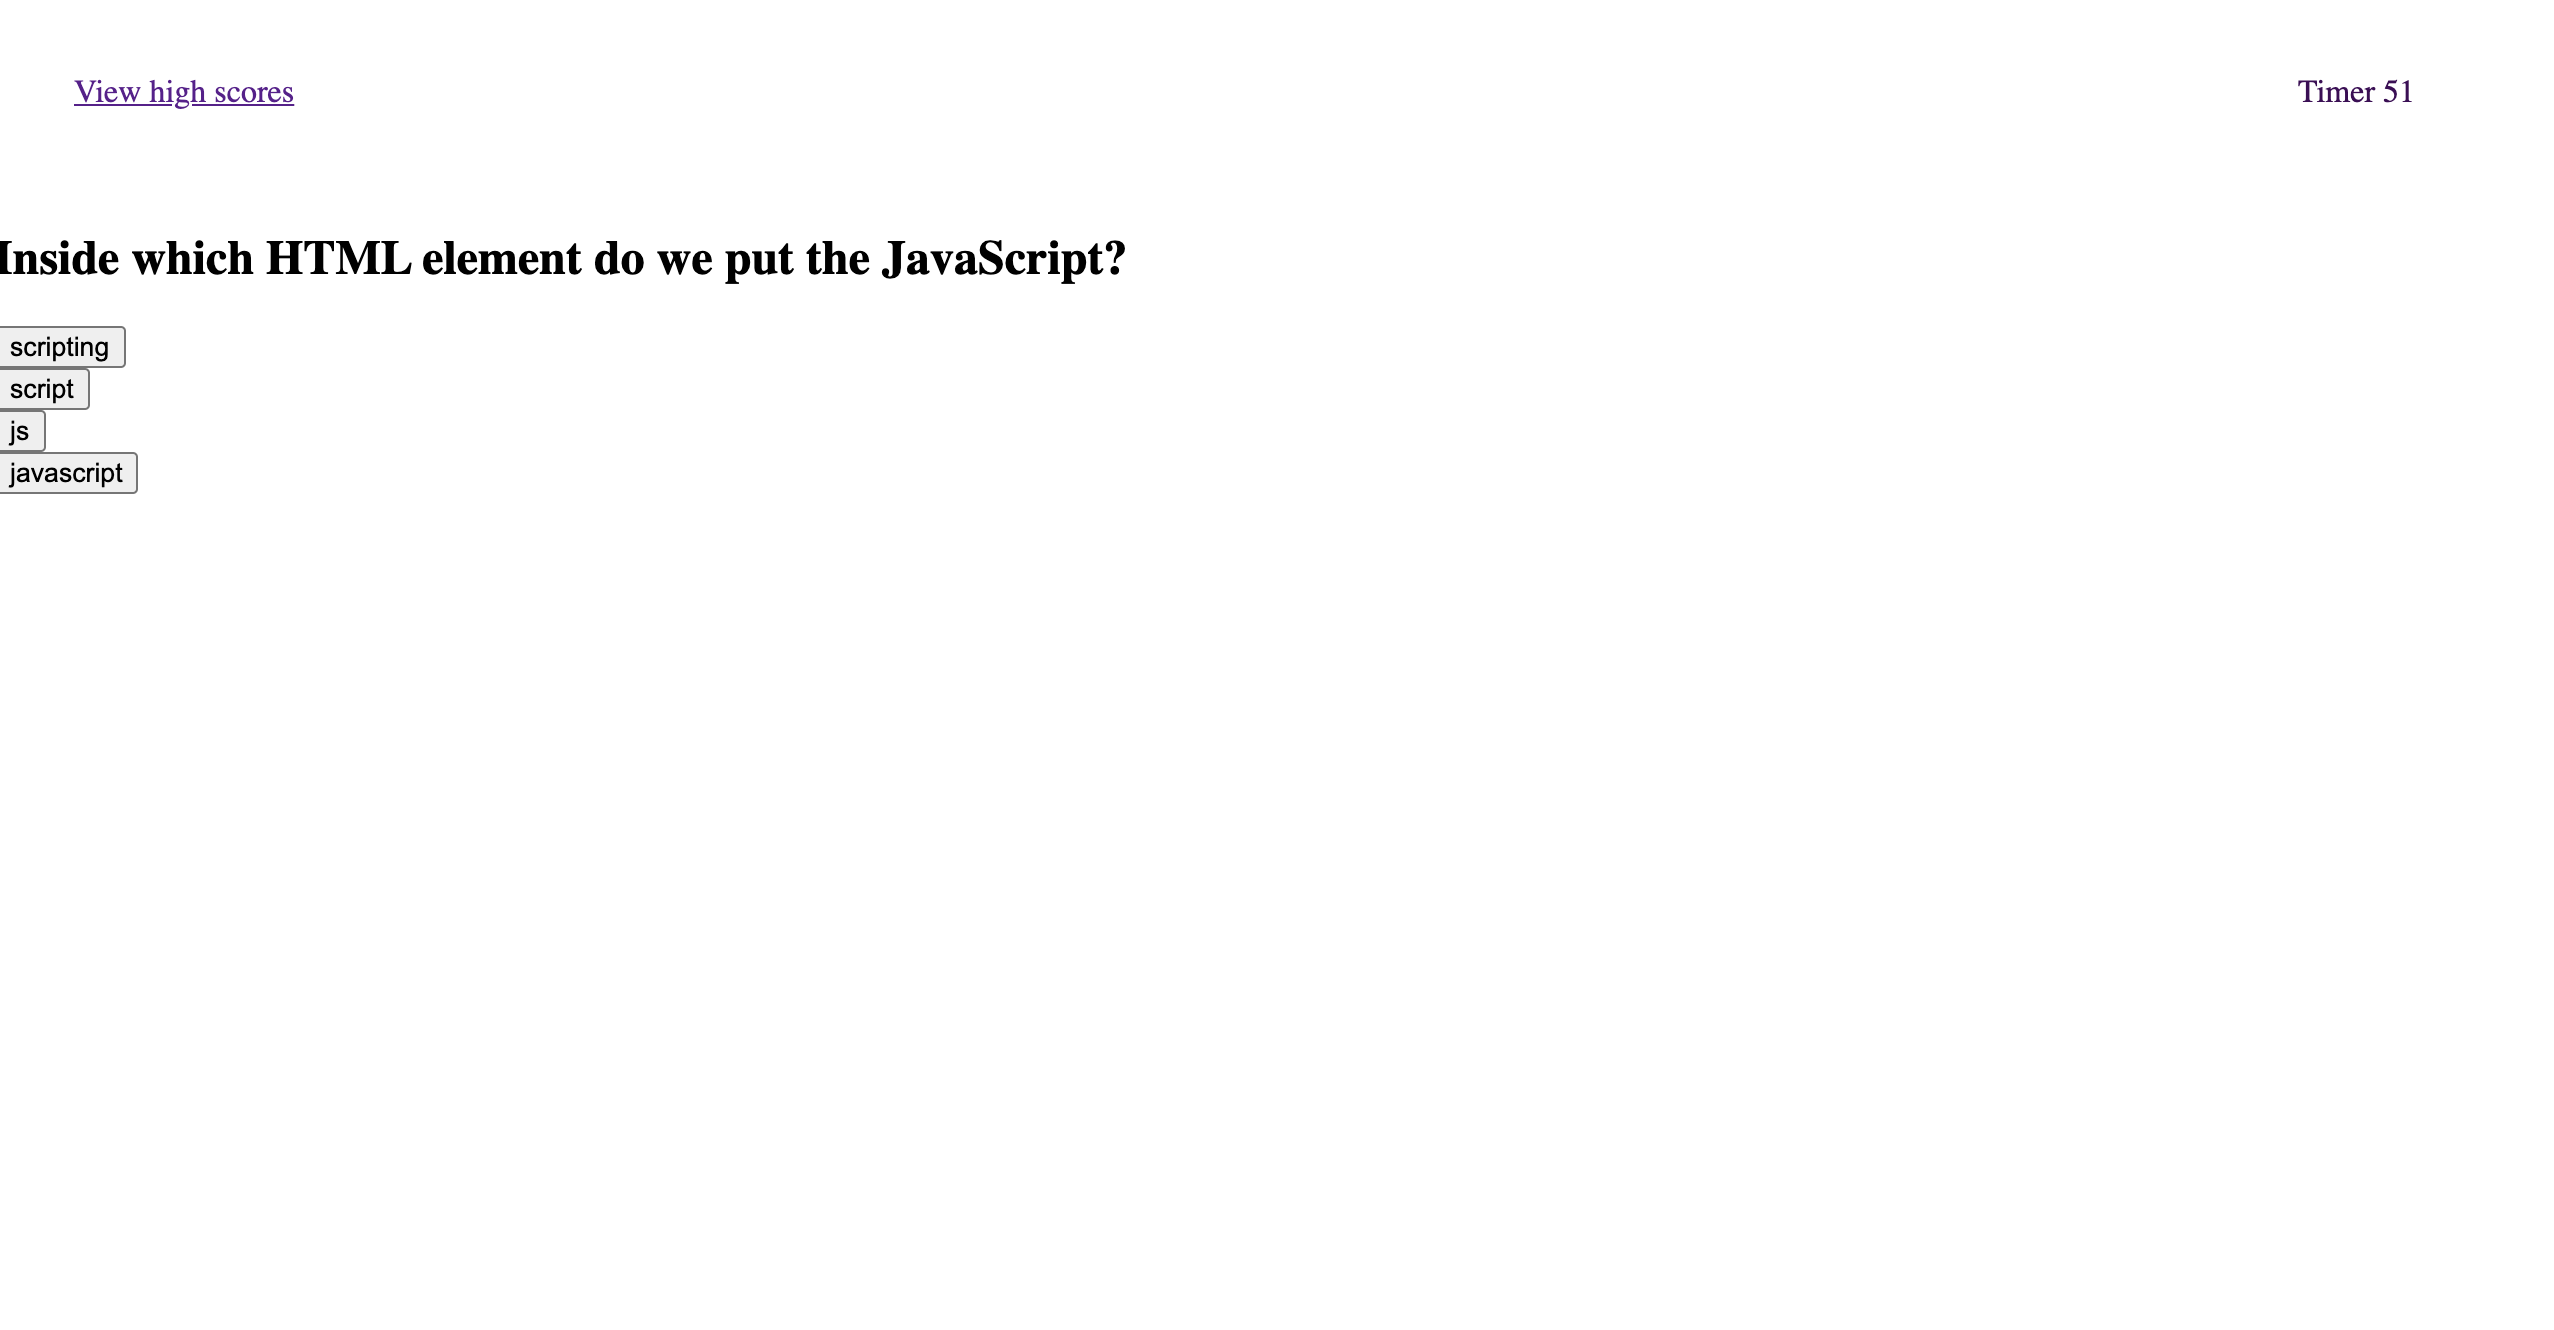 View high scores
Timer 51
Inside which HTML element do we put the JavaScript?
scripting
script
js
javascript